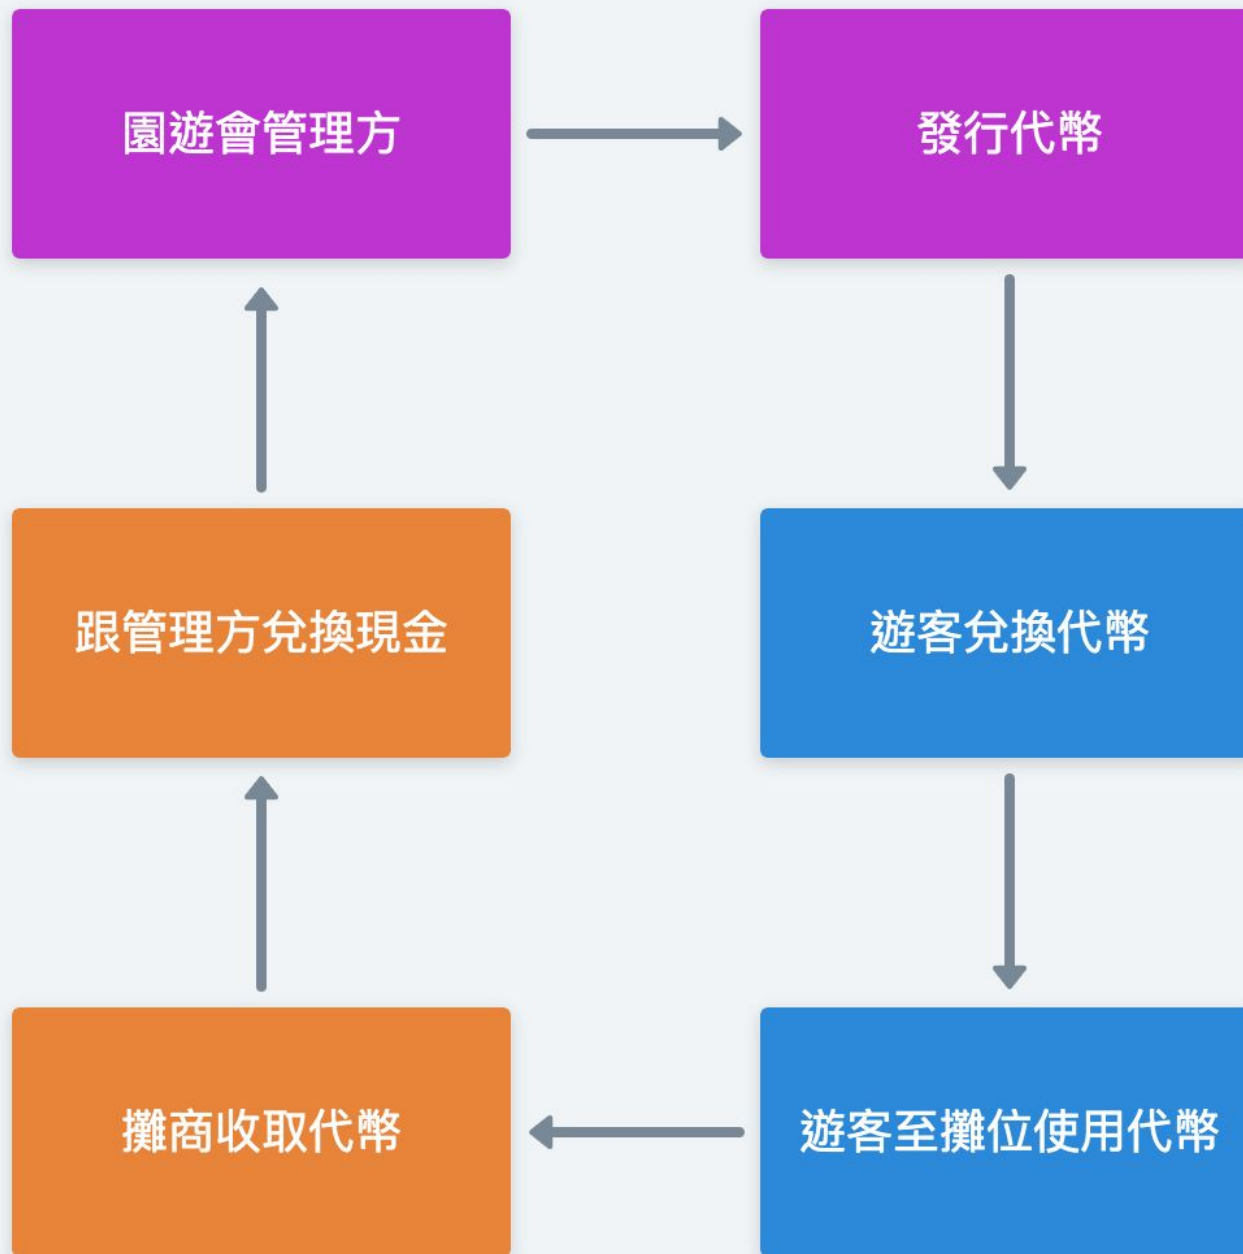 園遊會管理方
發行代幣
跟管理方兌換現金
遊客兌換代幣
攤商收取代幣
遊客至攤位使用代幣